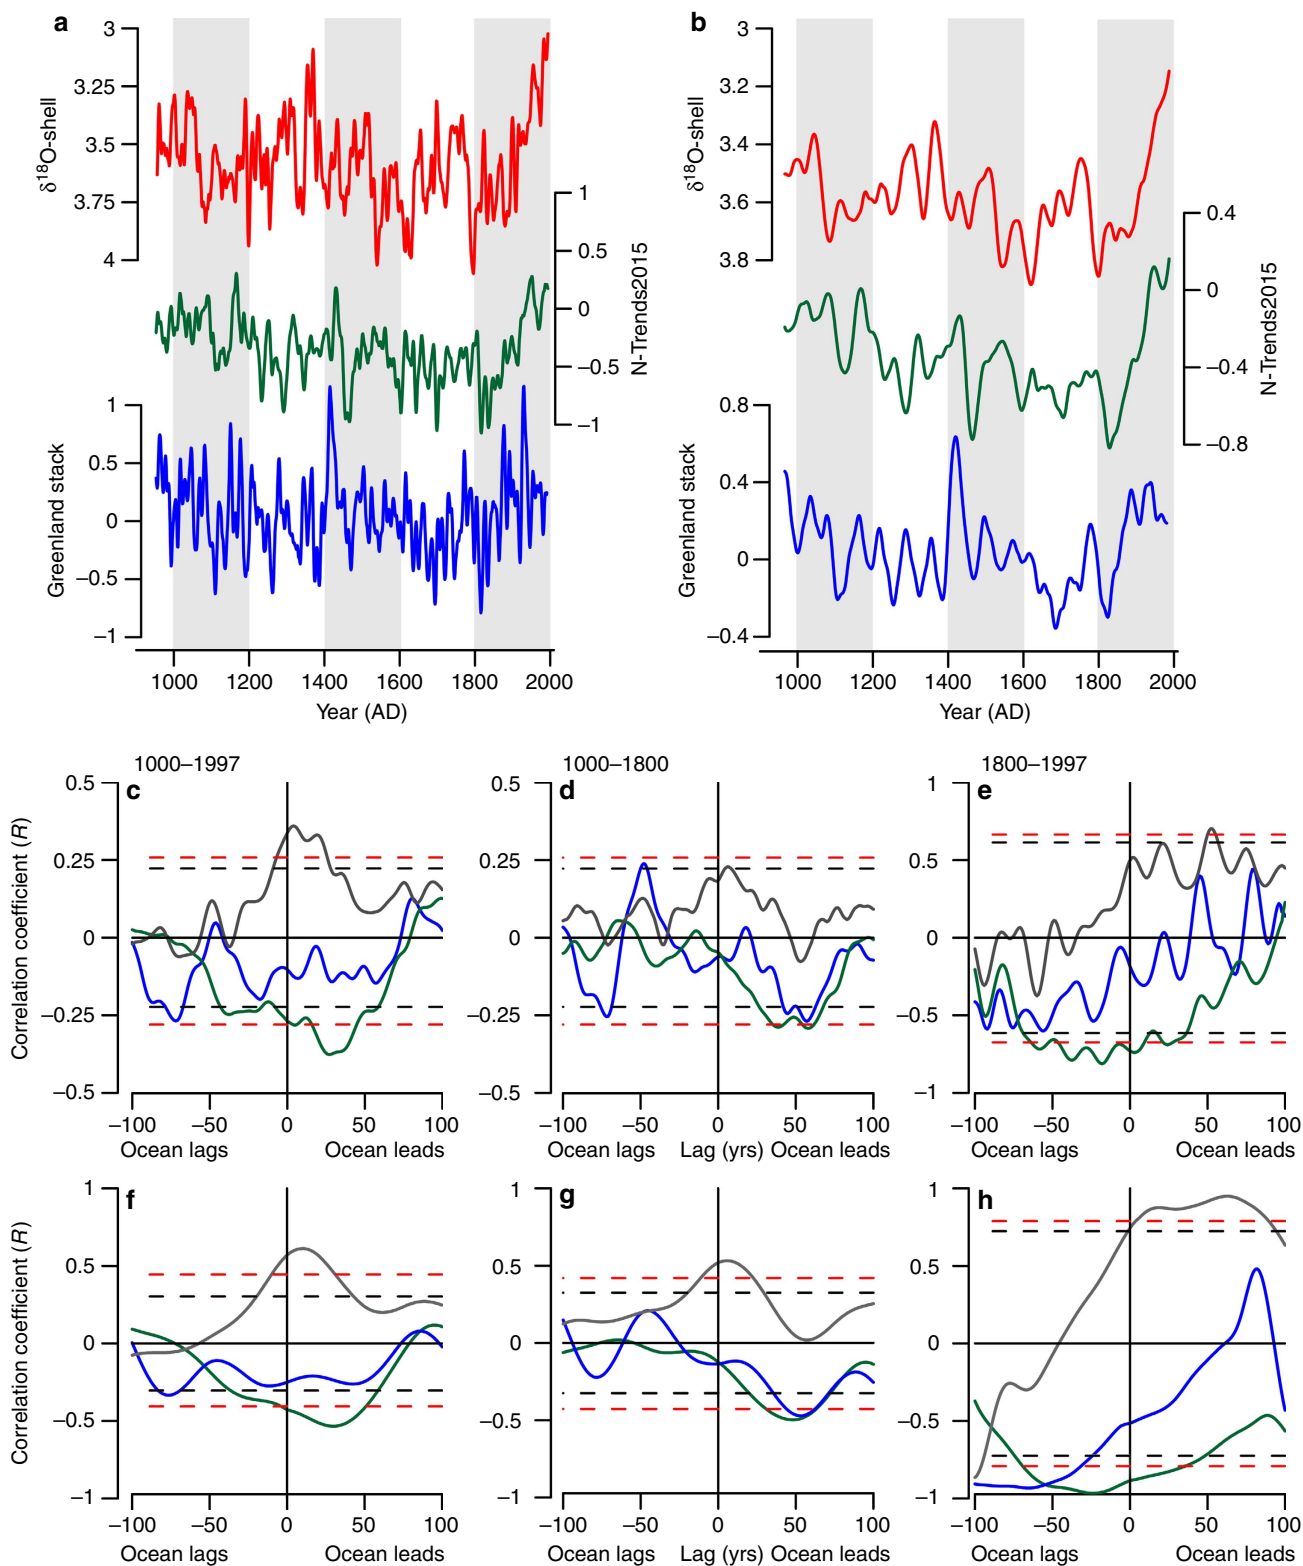 a
b
3
3.25
3.5
3.75
4
δ18O-shell
1
0.5
0
−0.5
−1
N-Trends2015
1
0.5
0
−0.5
−1
Greenland stack
1000 1200 1400 1600 1800 2000
Year (AD)
3
3.2
3.4
3.6
3.8
δ18O-shell
0.4
0
−0.4
−0.8
N-Trends2015
0.8
0.4
0
−0.4
Greenland stack
1000 1200 1400 1600 1800 2000
Year (AD)
1000–1997
c
0.5
0.25
0
−0.25
−0.5
Correlation coefficient (R)
−100 −50 0 50 100
Ocean lags Ocean leads
1000–1800
d
0.5
0.25
0
−0.25
−0.5
−100 −50 0 50 100
Ocean lags Lag (yrs) Ocean leads
1800–1997
e
1
0.5
0
−0.5
−1
−100 −50 0 50 100
Ocean lags Ocean leads
f
1
0.5
0
−0.5
−1
Correlation coefficient (R)
−100 −50 0 50 100
Ocean lags Ocean leads
g
1
0.5
0
−0.5
−1
−100 −50 0 50 100
Ocean lags Lag (yrs) Ocean leads
h
1
0.5
0
−0.5
−1
−100 −50 0 50 100
Ocean lags Ocean leads